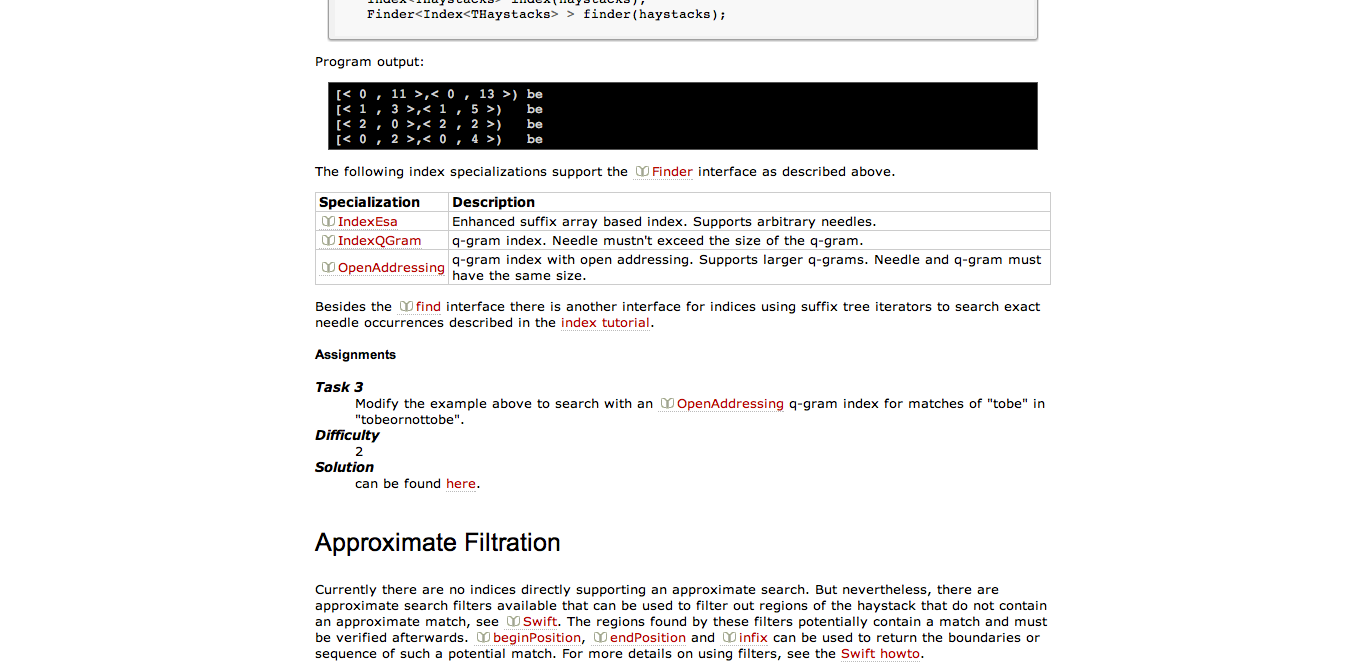 Index<THaystacks> index(haystacks);
Finder<Index<THaystacks> > finder(haystacks);
Program output:
[< 0 , 11 >,< 0 , 13 >) be
[< 1 , 3 >,< 1 , 5 >)   be
[< 2 , 0 >,< 2 , 2 >)   be
[< 0 , 2 >,< 0 , 4 >)   be
The following index specializations support the Finder interface as described above.
Specialization Description
IndexEsa Enhanced suffix array based index. Supports arbitrary needles.
IndexQGram q-gram index. Needle mustn't exceed the size of the q-gram.
OpenAddressing q-gram index with open addressing. Supports larger q-grams. Needle and q-gram must
have the same size.
Besides the find interface there is another interface for indices using suffix tree iterators to search exact
needle occurrences described in the index tutorial.
Assignments
Task 3
Modify the example above to search with an OpenAddressing q-gram index for matches of "tobe" in
"tobeornottobe".
Difficulty
2
Solution
can be found here.
Approximate Filtration
Currently there are no indices directly supporting an approximate search. But nevertheless, there are
approximate search filters available that can be used to filter out regions of the haystack that do not contain
an approximate match, see Swift. The regions found by these filters potentially contain a match and must
be verified afterwards. beginPosition, endPosition and infix can be used to return the boundaries or
sequence of such a potential match. For more details on using filters, see the Swift howto.